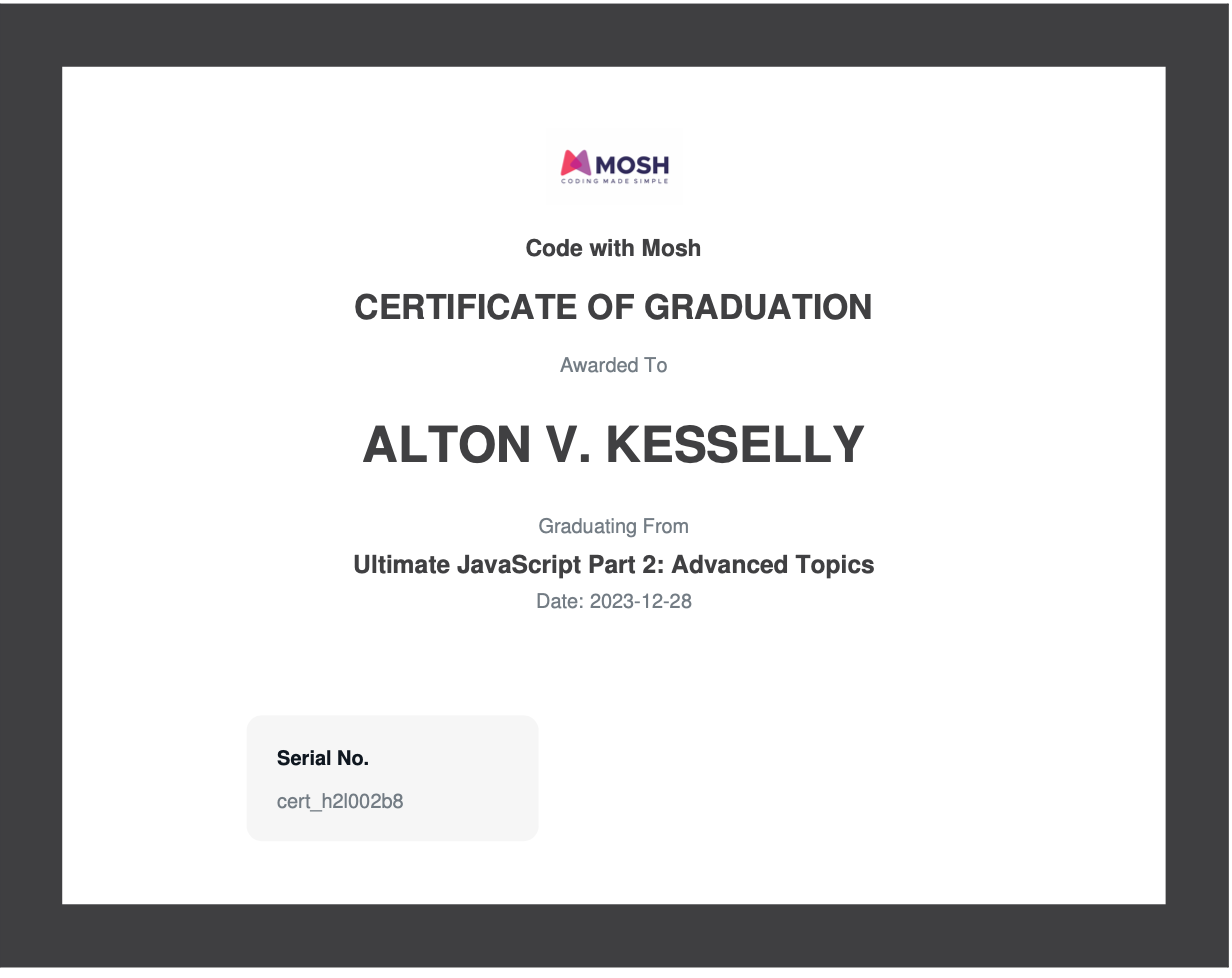 MOSH
CODING MADE SIMPLE
Code with Mosh
CERTIFICATE OF GRADUATION
Awarded To
ALTON V. KESSELLY
Graduating From
Ultimate JavaScript Part 2: Advanced Topics
Date: 2023-12-28
Serial No.
cert_h2l002b8